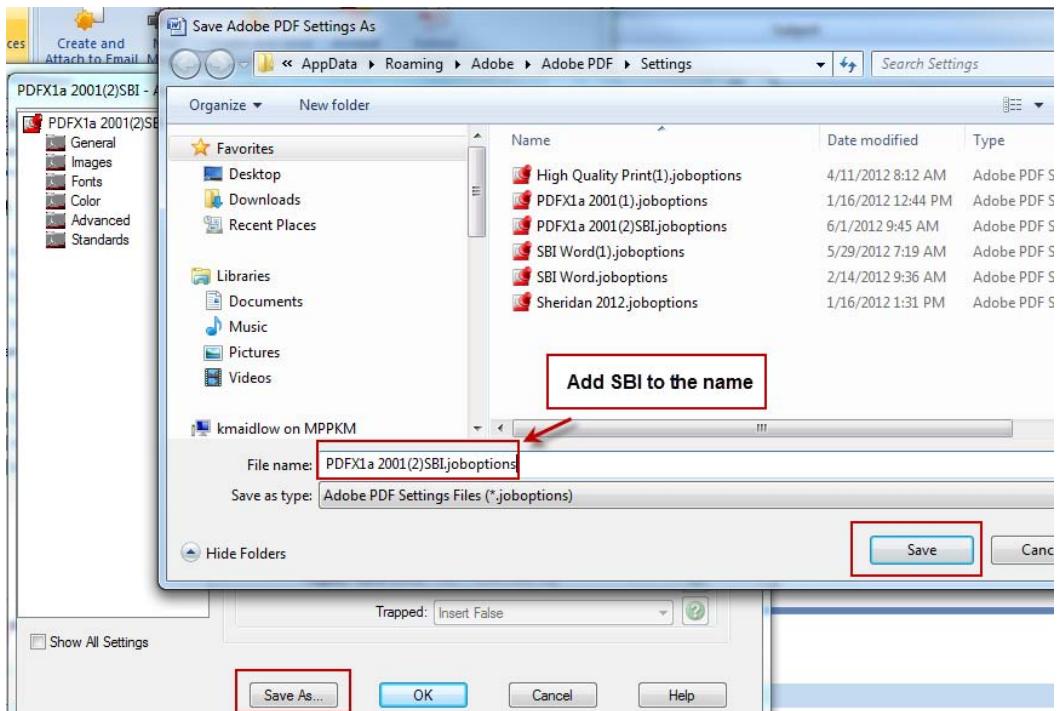 Save Adobe PDF Settings As
ces
Create and
Attach to Email
M
« AppData ▸ Roaming ▸ Adobe ▸ Adobe PDF ▸ Settings
Search Settings
PDFX1a 2001(2)SBI - A
Organize
New folder
PDFX1a 2001(2)SB
General
Images
Fonts
Color
Advanced
Standards
Favorites
Desktop
Downloads
Recent Places
Libraries
Documents
Music
Pictures
Videos
kmaidlow on MPPKM
Name Date modified Type
High Quality Print(1).joboptions 4/11/2012 8:12 AM Adobe PDF S
PDFX1a 2001(1).joboptions 1/16/2012 12:44 PM Adobe PDF S
PDFX1a 2001(2)SBI.joboptions 6/1/2012 9:45 AM Adobe PDF S
SBI Word(1).joboptions 5/29/2012 7:19 AM Adobe PDF S
SBI Word.joboptions 2/14/2012 9:36 AM Adobe PDF S
Sheridan 2012.joboptions 1/16/2012 1:31 PM Adobe PDF S
Add SBI to the name
File name: PDFX1a 2001(2)SBI.joboptions
Save as type: Adobe PDF Settings Files (*.joboptions)
Hide Folders
Save
Canc
Trapped: Insert False
Show All Settings
Save As...
OK
Cancel
Help